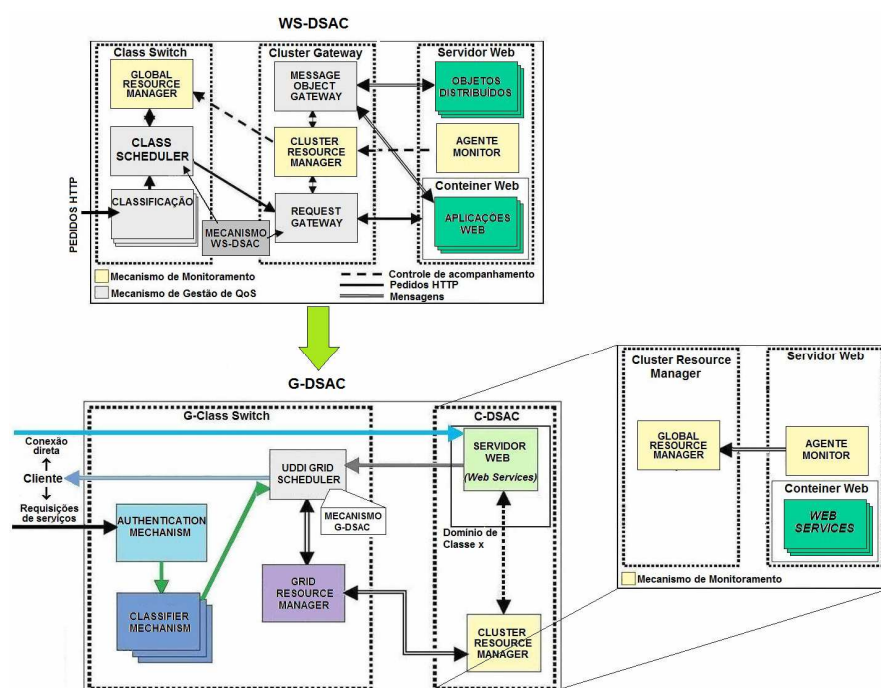 WS-DSAC
Class Switch
GLOBAL
RESOURCE
MANAGER
CLASS
SCHEDULER
CLASSIFICAÇÃO
PEDIDOS HTTP
MECANISMO
WS-DSAC
Cluster Gateway
MESSAGE
OBJECT
GATEWAY
CLUSTER
RESOURCE
MANAGER
REQUEST
GATEWAY
Servidor Web
OBJETOS
DISTRIBUÍDOS
AGENTE
MONITOR
Conteiner Web
APLICAÇÕES
WEB
Mecanismo de Monitoramento
Mecanismo de Gestão de QoS
Controle de acompanhamento
Pedidos HTTP
Mensagens
G-DSAC
G-Class Switch
Conexão
direta
Cliente
Requisições
de serviços
AUTHENTICATION
MECHANISM
CLASSIFIER
MECHANISM
UDDI GRID
SCHEDULER
MECANISMO
G-DSAC
GRID
RESOURCE
MANAGER
C-DSAC
SERVIDOR
WEB
(Web Services)
Domínio de
Classe x
CLUSTER
RESOURCE
MANAGER
Cluster Resource
Manager
GLOBAL
RESOURCE
MANAGER
Servidor Web
AGENTE
MONITOR
Conteiner Web
WEB
SERVICES
Mecanismo de Monitoramento